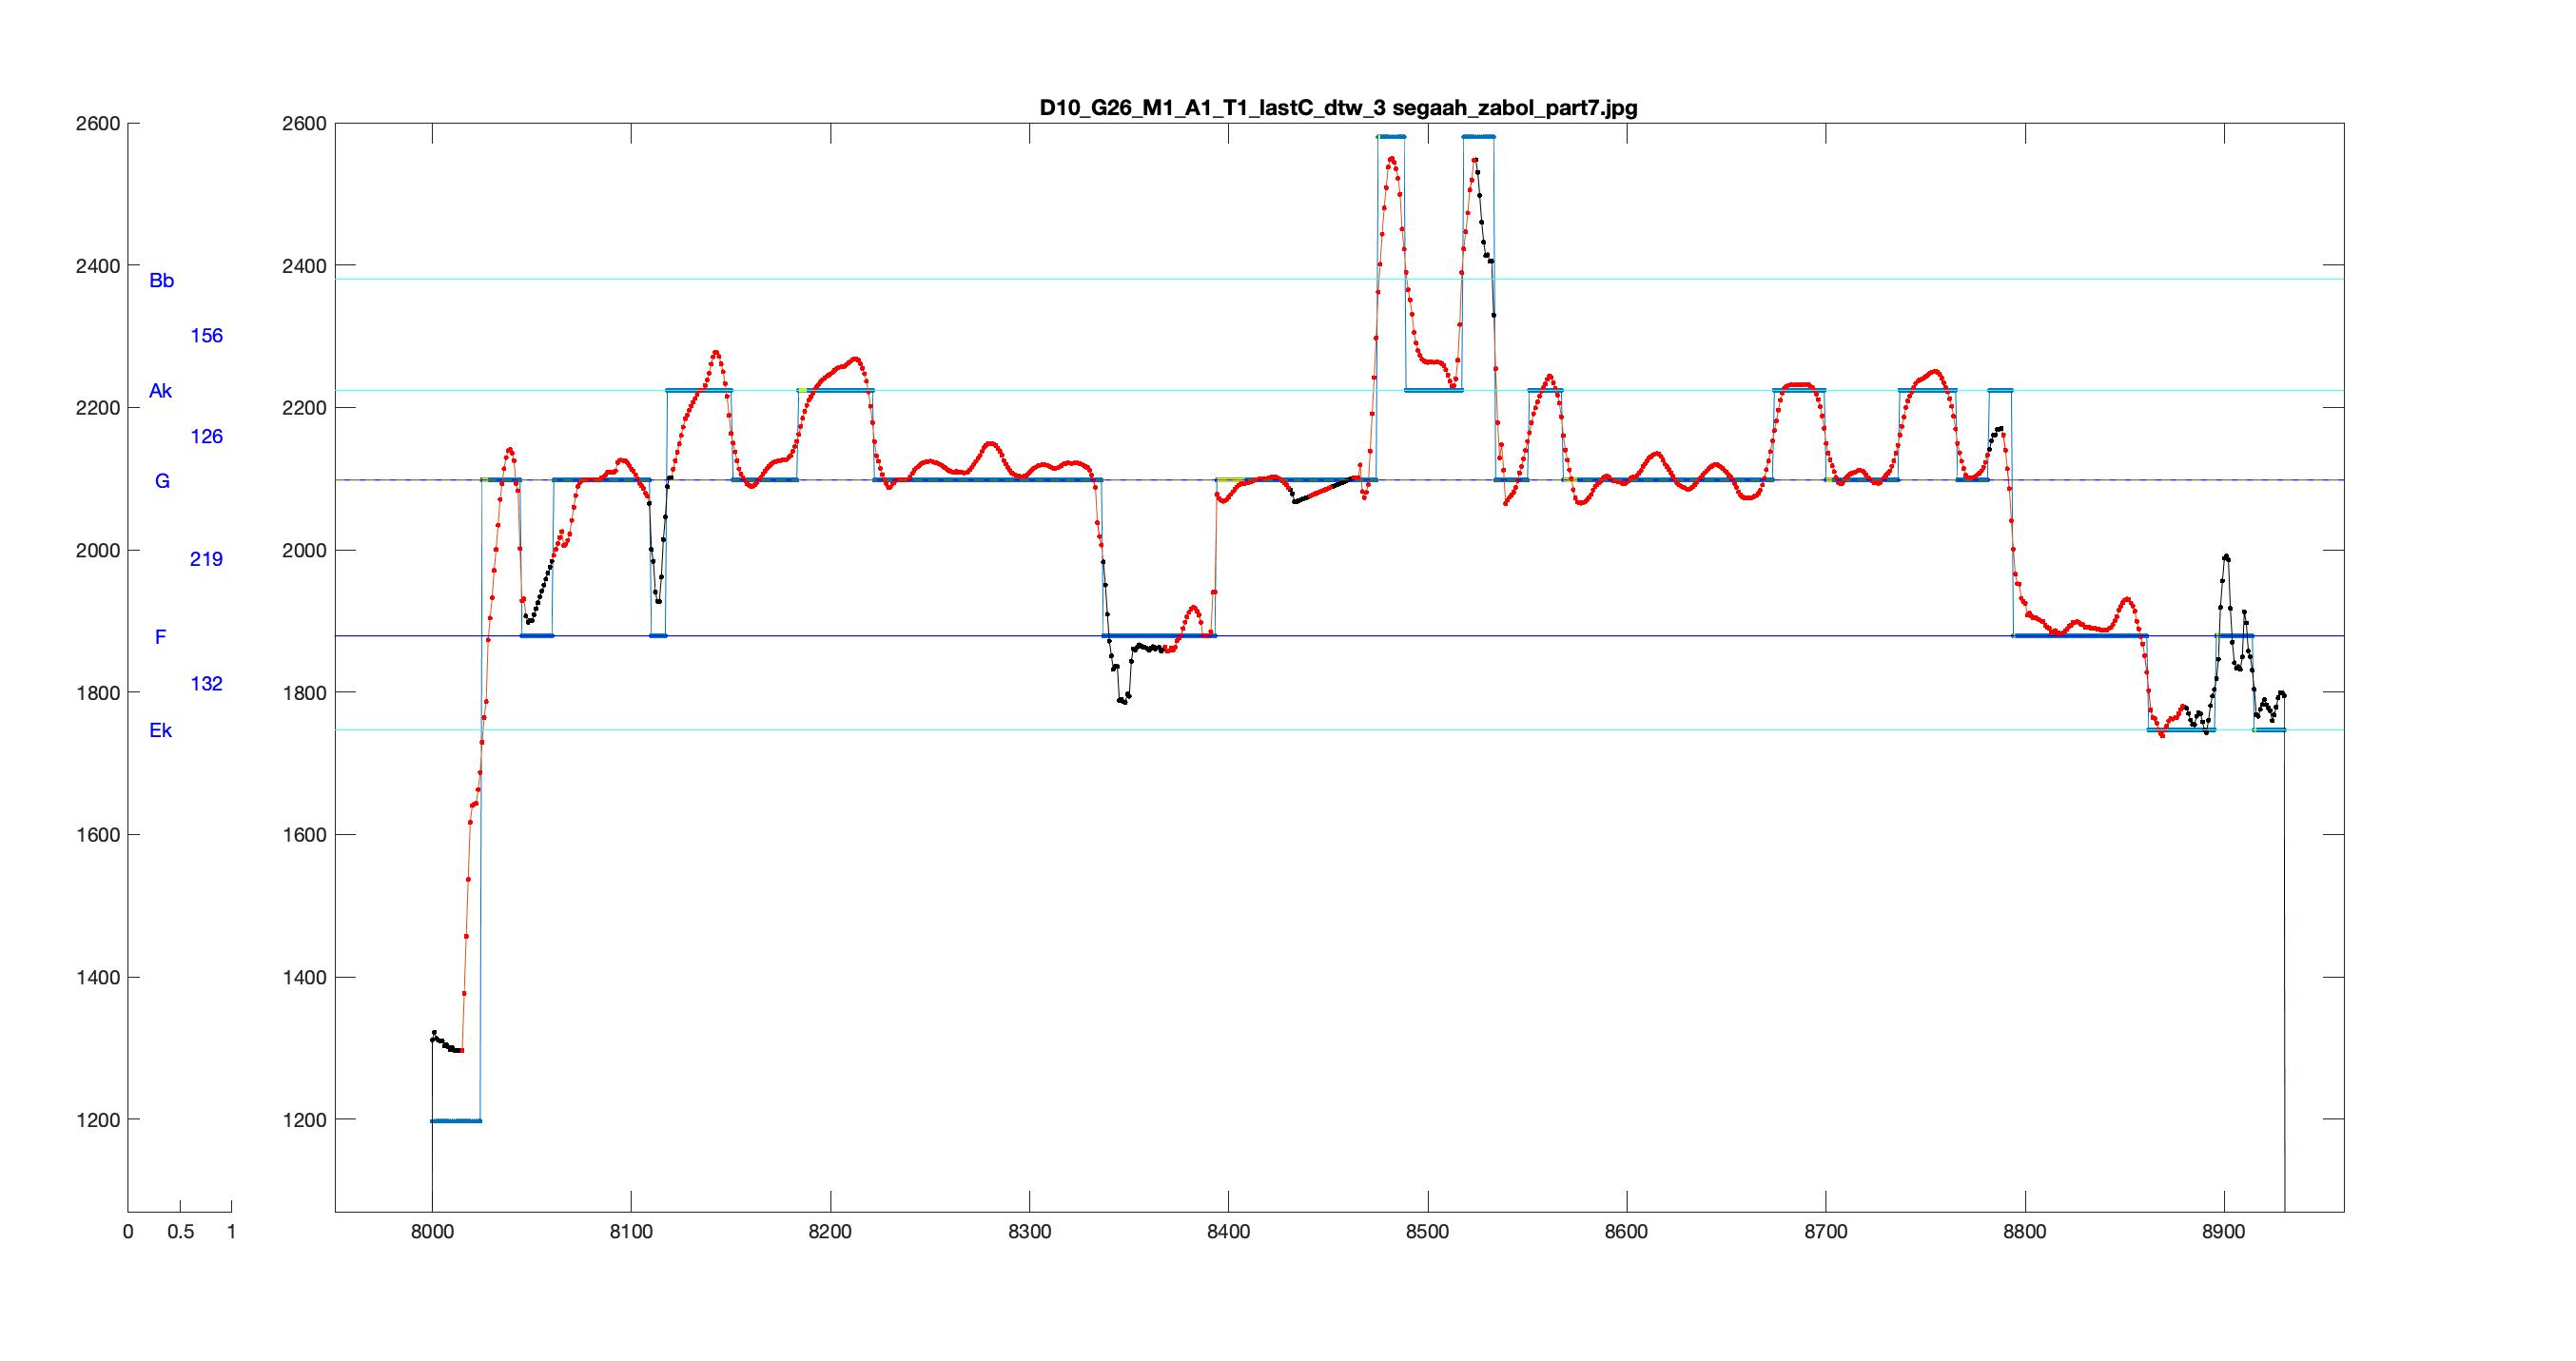 D10_G26_M1_A1_T1_lastC_dtw_3 segaah_zabol_part7.jpg
2600 2600
2400 Bb 2400
156
Ak
2200 2200
126
G
2000 219 2000
F
1800 132 1800
Ek
1600 1600
1400 1400
1200 1200
0 0.5 1 8000 8100 8200 8300 8400 8500 8600 8700 8800 8900